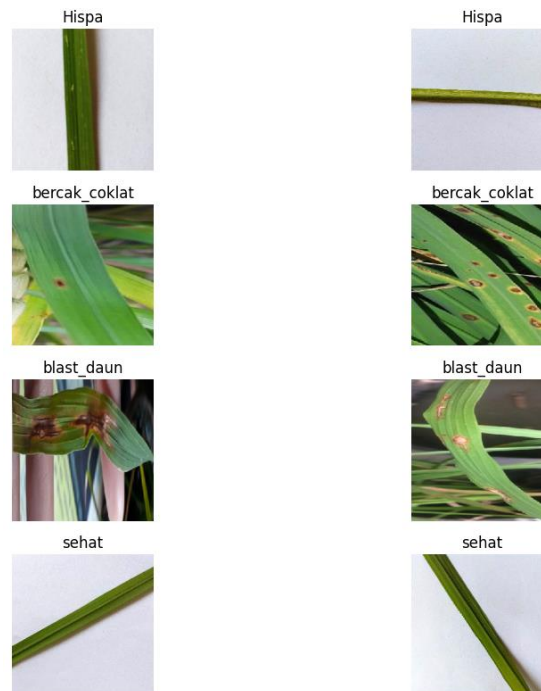 Hispa
Hispa
bercak_coklat
bercak_coklat
blast_daun
blast_daun
sehat
sehat